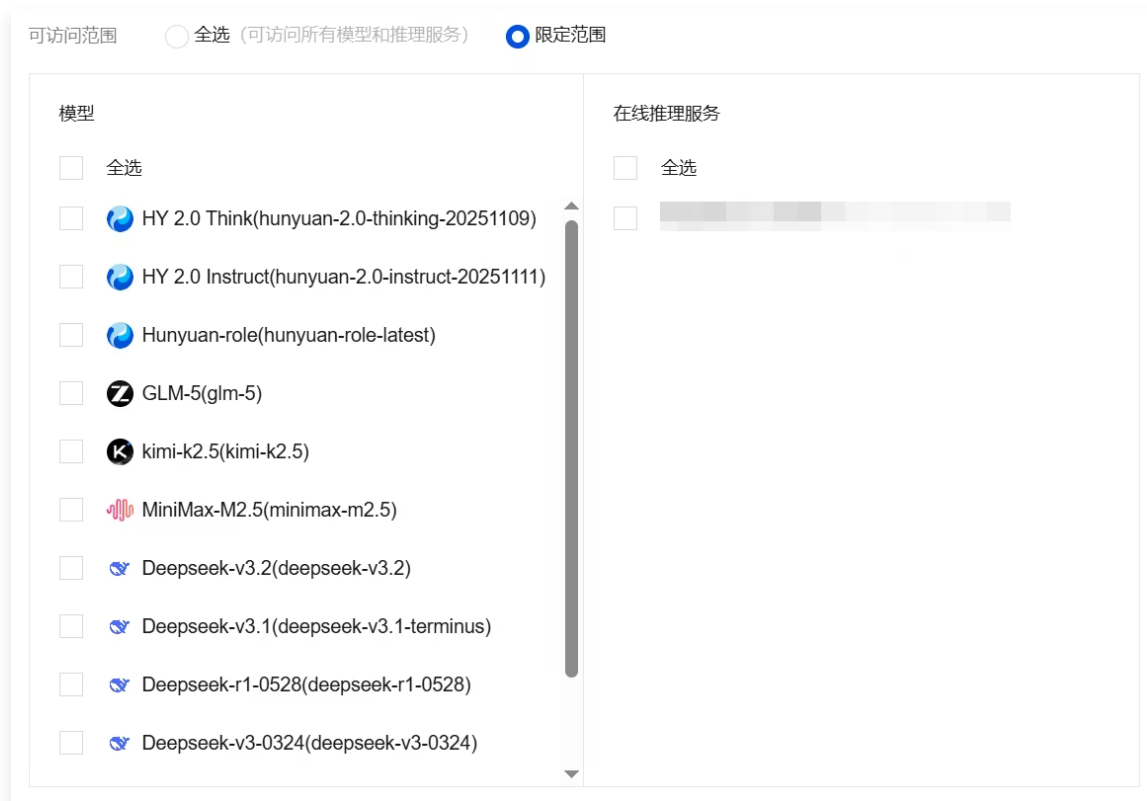 可访问范围 全选（可访问所有模型和推理服务） 限定范围
模型
全选
HY 2.0 Think(hunyuan-2.0-thinking-20251109)
HY 2.0 Instruct(hunyuan-2.0-instruct-20251111)
Hunyuan-role(hunyuan-role-latest)
GLM-5(glm-5)
kimi-k2.5(kimi-k2.5)
MiniMax-M2.5(minimax-m2.5)
Deepseek-v3.2(deepseek-v3.2)
Deepseek-v3.1(deepseek-v3.1-terminus)
Deepseek-r1-0528(deepseek-r1-0528)
Deepseek-v3-0324(deepseek-v3-0324)
在线推理服务
全选